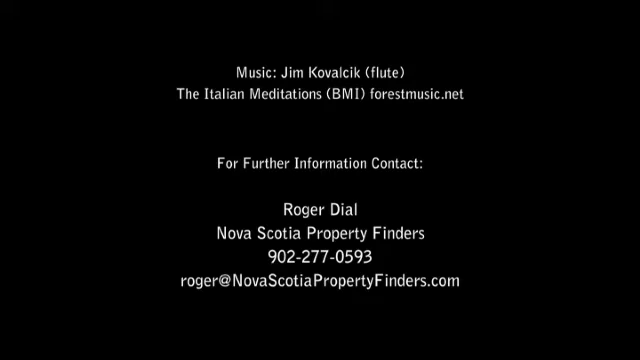 Music: Jim Kovalcik (flute)
The Italian Meditations (BMI) forestmusic.net
For Further Information Contact:
Roger Dial
Nova Scotia Property Finders
902-277-0593
roger@NovaScotiaPropertyFinders.com